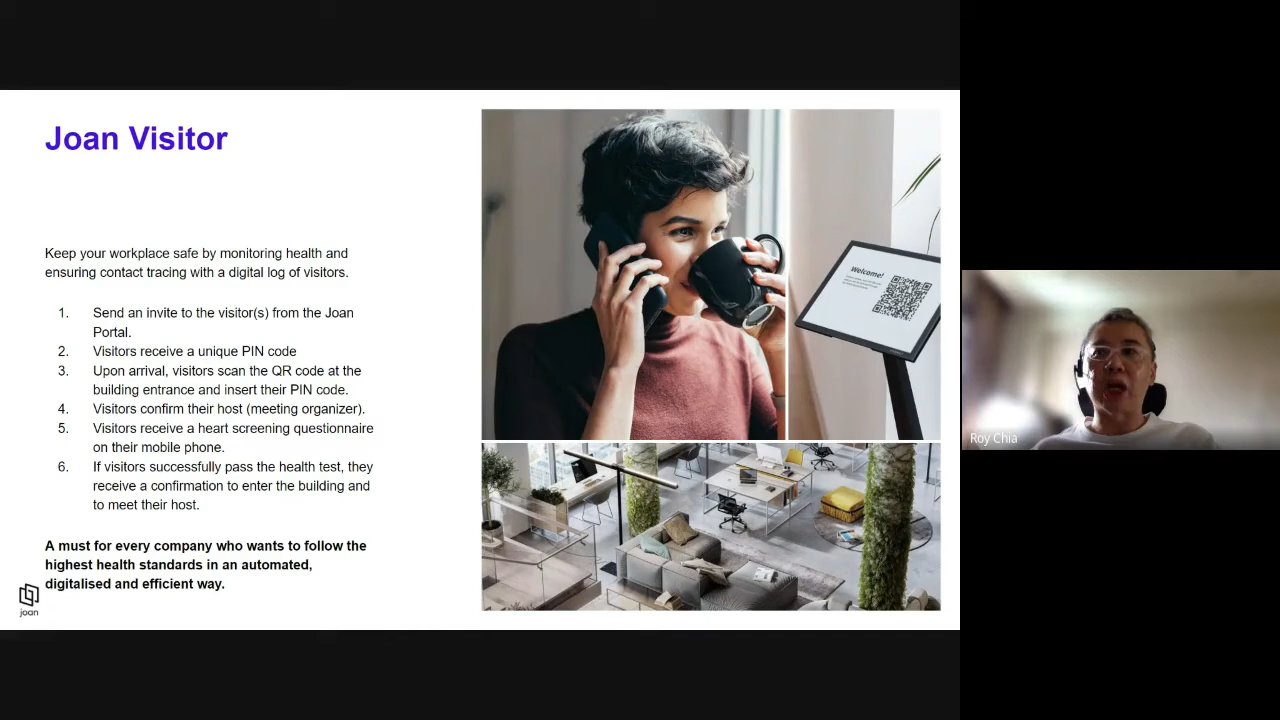 Joan Visitor
Keep your workplace safe by monitoring health and
ensuring contact tracing with a digital log of visitors.
1. Send an invite to the visitor(s) from the Joan
Portal.
2. Visitors receive a unique PIN code
3. Upon arrival, visitors scan the QR code at the
building entrance and insert their PIN code.
4. Visitors confirm their host (meeting organizer).
5. Visitors receive a heart screening questionnaire
on their mobile phone.
6. If visitors successfully pass the health test, they
receive a confirmation to enter the building and
to meet their host.
A must for every company who wants to follow the
highest health standards in an automated,
digitalised and efficient way.
joan
Welcome!
Roy Chia